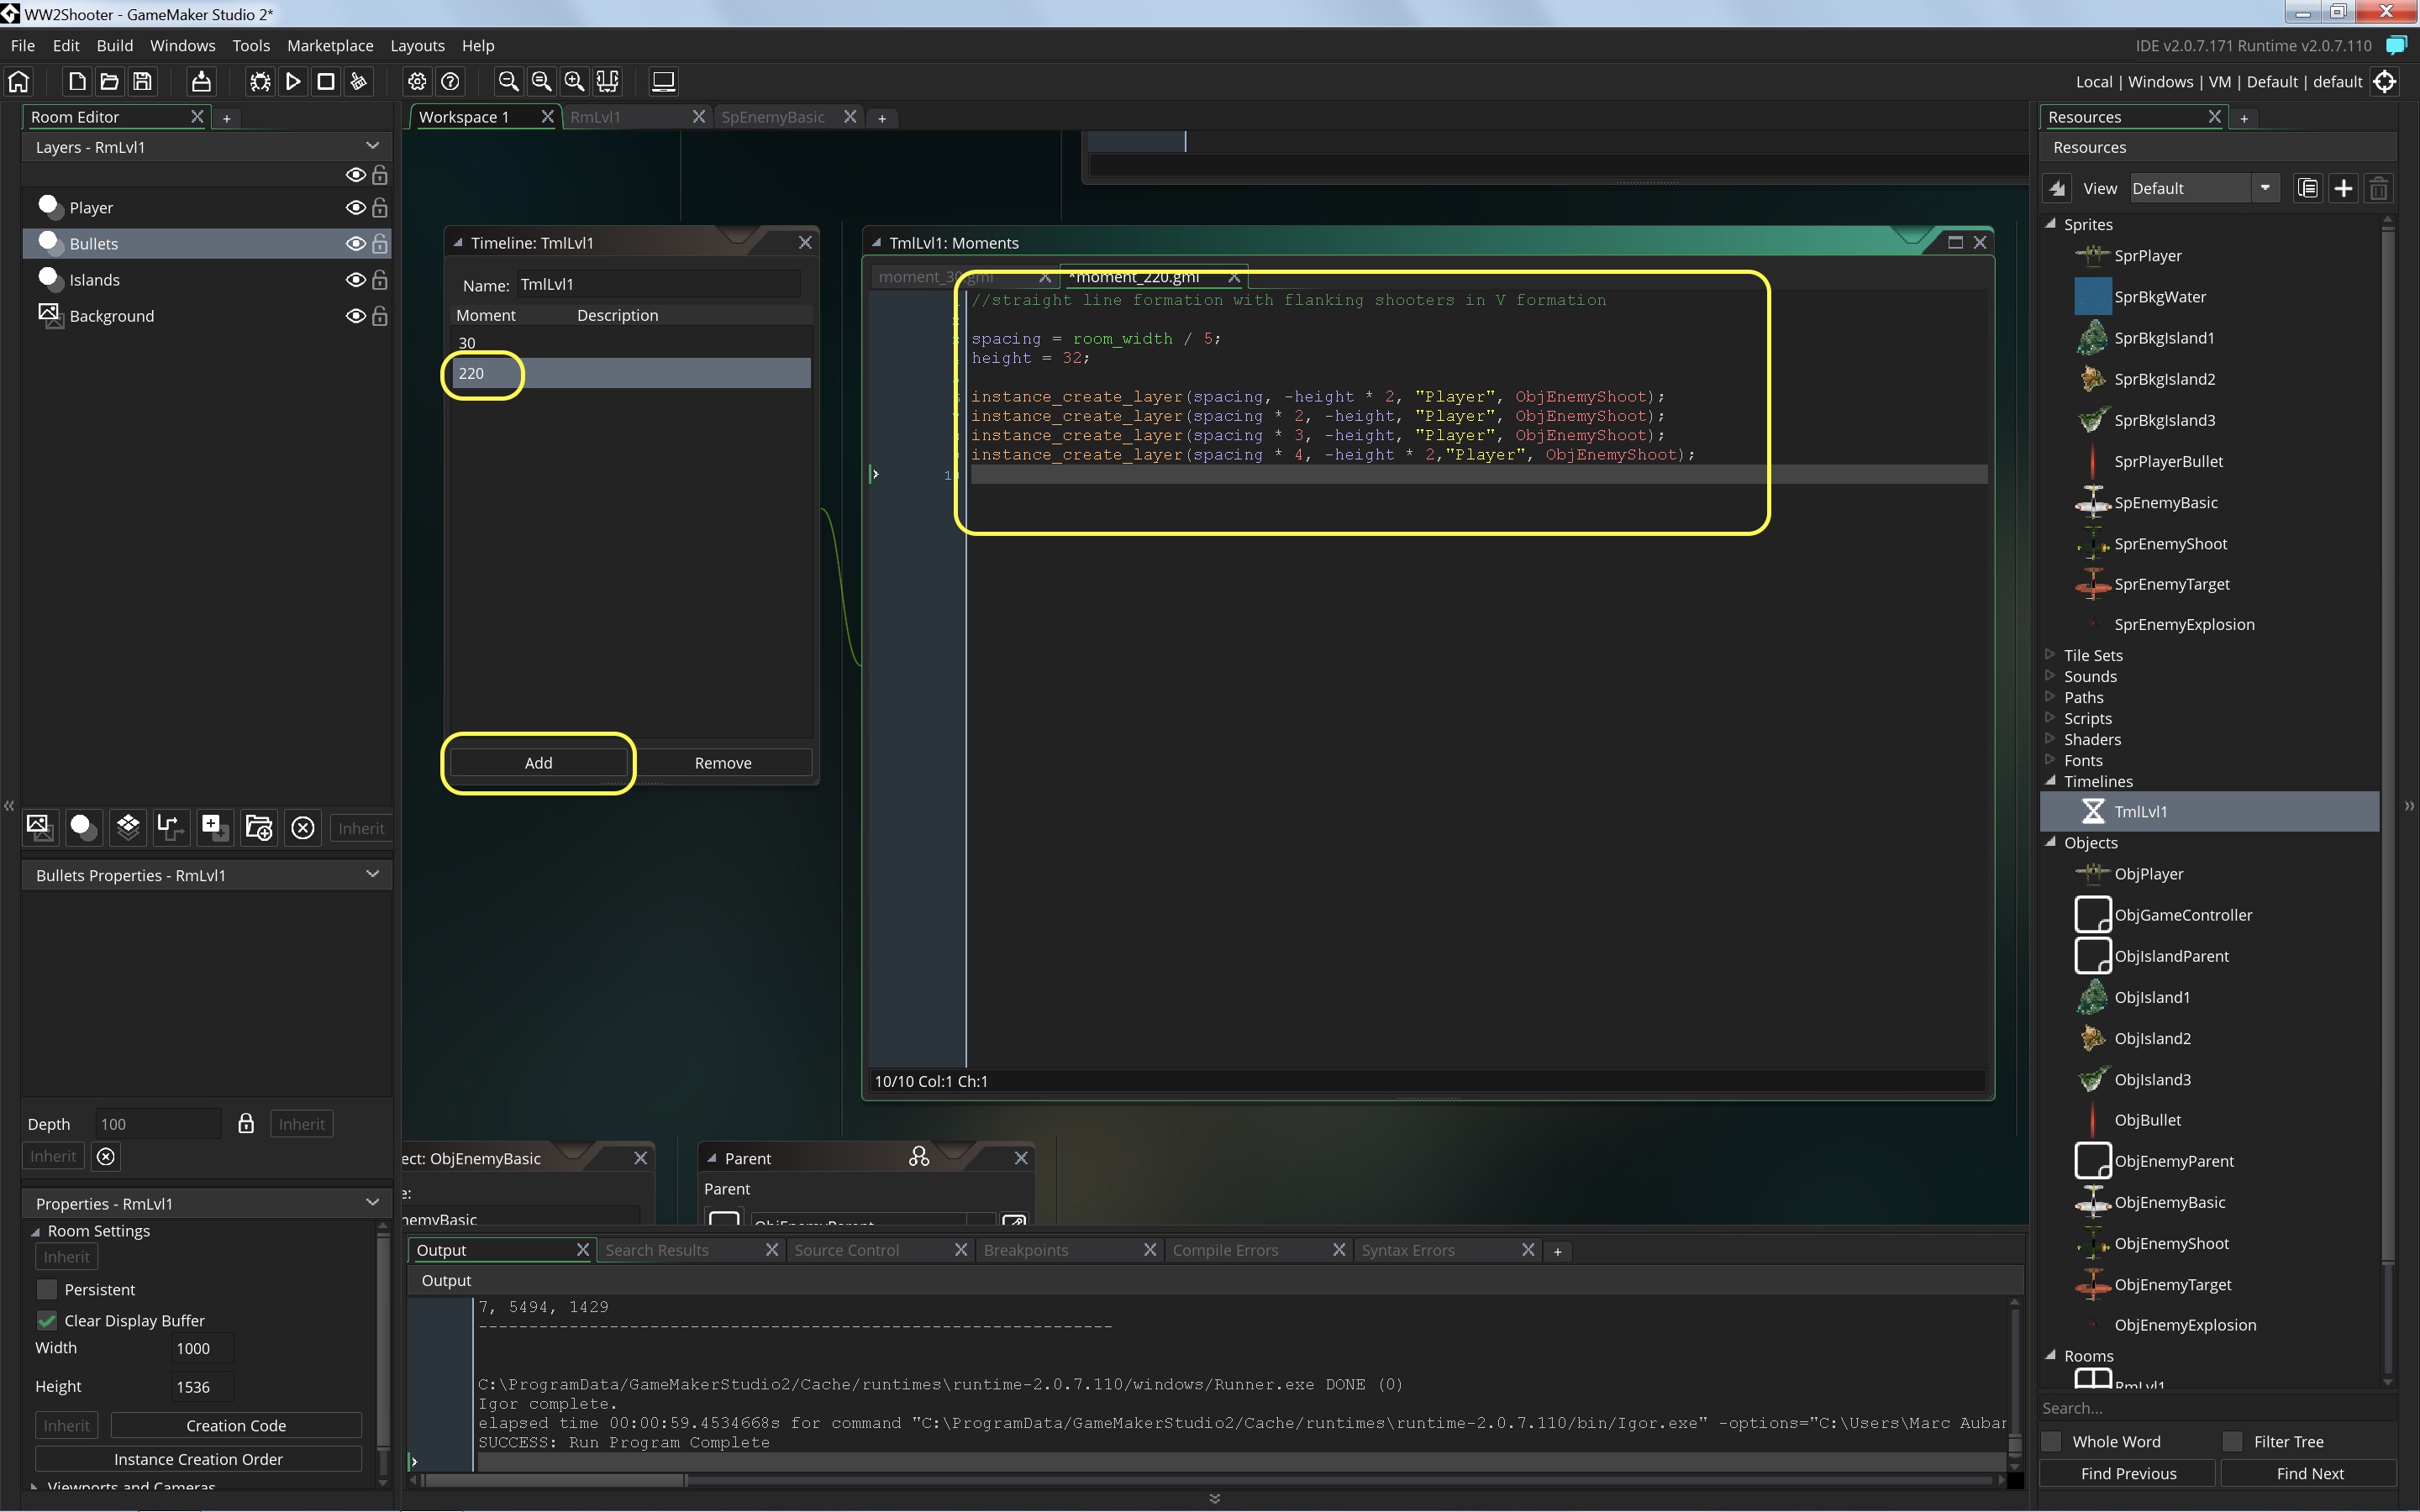 WW2Shooter - GameMaker Studio 2*
File Edit Build Windows Tools Marketplace Layouts Help
IDE v2.0.7.171 Runtime v2.0.7.110
Local | Windows | VM | Default | default
Room Editor
Layers - RmLvl1
Player
Bullets
Islands
Background
Inherit
Bullets Properties - RmLvl1
Depth 100 Inherit
Inherit
Properties - RmLvl1
Room Settings
Inherit
Persistent
Clear Display Buffer
Width 1000
Height 1536
Inherit Creation Code
Instance Creation Order
Viewports and Cameras
Workspace 1 RmLvl1 SpEnemyBasic
Timeline: TmlLvl1
Name: TmlLvl1
Moment Description
30
220
Add Remove
TmlLvl1: Moments
moment_30.gml *moment_220.gml
//straight line formation with flanking shooters in V formation
spacing = room_width / 5;
height = 32;
instance_create_layer(spacing, -height * 2, "Player", ObjEnemyShoot);
instance_create_layer(spacing * 2, -height, "Player", ObjEnemyShoot);
instance_create_layer(spacing * 3, -height, "Player", ObjEnemyShoot);
instance_create_layer(spacing * 4, -height * 2,"Player", ObjEnemyShoot);
10/10 Col:1 Ch:1
ect: ObjEnemyBasic
e:
nemyBasic
Parent
Parent
ObjEnemyParent
Output Search Results Source Control Breakpoints Compile Errors Syntax Errors
Output
7, 5494, 1429
---------------------------------------------------------------
C:\ProgramData/GameMakerStudio2/Cache/runtimes\runtime-2.0.7.110/windows/Runner.exe DONE (0)
Igor complete.
elapsed time 00:00:59.4534668s for command "C:\ProgramData/GameMakerStudio2/Cache/runtimes\runtime-2.0.7.110/bin/Igor.exe" -options="C:\Users\Marc Aubar
SUCCESS: Run Program Complete
Resources
Resources
View Default
Sprites
SprPlayer
SprBkgWater
SprBkgIsland1
SprBkgIsland2
SprBkgIsland3
SprPlayerBullet
SpEnemyBasic
SprEnemyShoot
SprEnemyTarget
SprEnemyExplosion
Tile Sets
Sounds
Paths
Scripts
Shaders
Fonts
Timelines
TmlLvl1
Objects
ObjPlayer
ObjGameController
ObjIslandParent
ObjIsland1
ObjIsland2
ObjIsland3
ObjBullet
ObjEnemyParent
ObjEnemyBasic
ObjEnemyShoot
ObjEnemyTarget
ObjEnemyExplosion
Rooms
RmLvl1
Search...
Whole Word Filter Tree
Find Previous Find Next